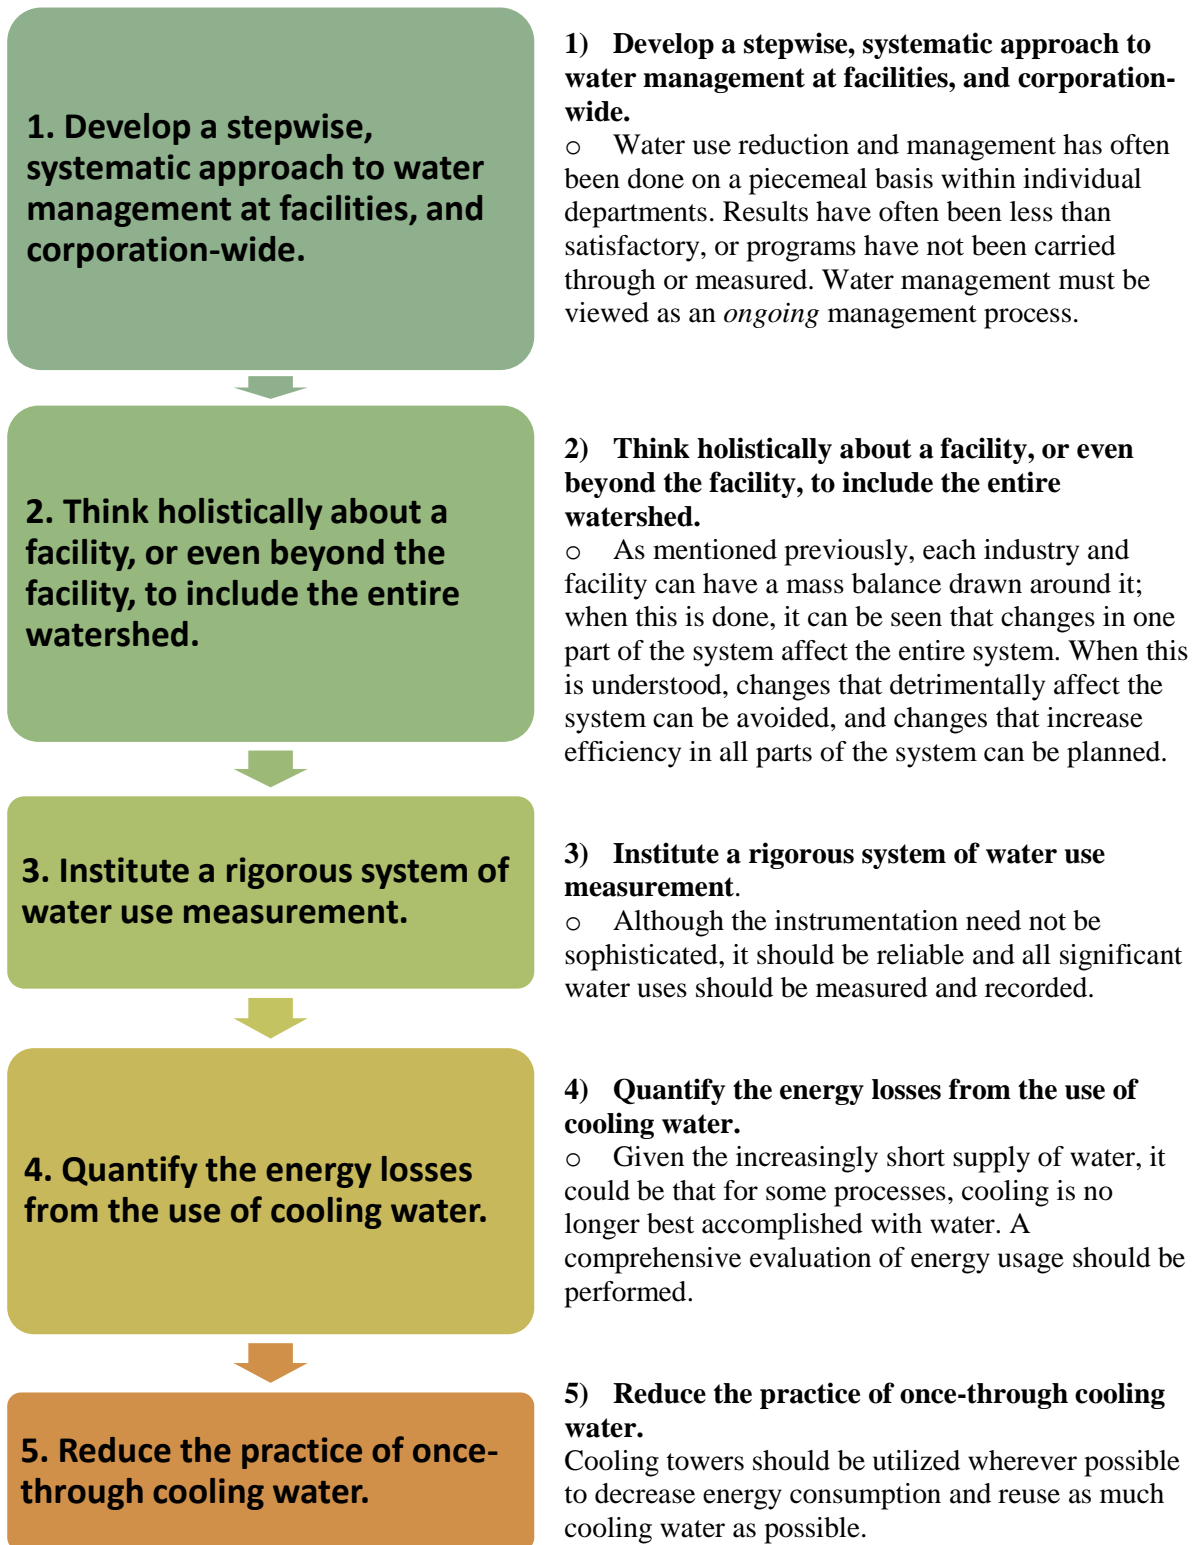 1. Develop a stepwise,
systematic approach to water
management at facilities, and
corporation-wide.
1) Develop a stepwise, systematic approach to
water management at facilities, and corporation-
wide.
o Water use reduction and management has often
been done on a piecemeal basis within individual
departments. Results have often been less than
satisfactory, or programs have not been carried
through or measured. Water management must be
viewed as an ongoing management process.
2. Think holistically about a
facility, or even beyond the
facility, to include the entire
watershed.
2) Think holistically about a facility, or even
beyond the facility, to include the entire
watershed.
o As mentioned previously, each industry and
facility can have a mass balance drawn around it;
when this is done, it can be seen that changes in one
part of the system affect the entire system. When this
is understood, changes that detrimentally affect the
system can be avoided, and changes that increase
efficiency in all parts of the system can be planned.
3. Institute a rigorous system of
water use measurement.
3) Institute a rigorous system of water use
measurement.
o Although the instrumentation need not be
sophisticated, it should be reliable and all significant
water uses should be measured and recorded.
4. Quantify the energy losses
from the use of cooling water.
4) Quantify the energy losses from the use of
cooling water.
o Given the increasingly short supply of water, it
could be that for some processes, cooling is no
longer best accomplished with water. A
comprehensive evaluation of energy usage should be
performed.
5. Reduce the practice of once-
through cooling water.
5) Reduce the practice of once-through cooling
water.
Cooling towers should be utilized wherever possible
to decrease energy consumption and reuse as much
cooling water as possible.